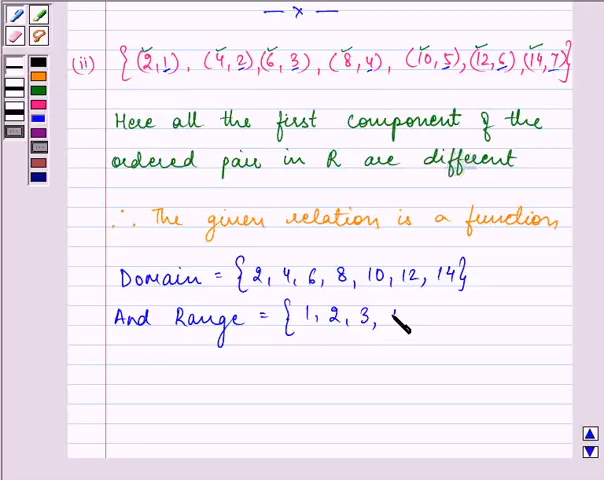 — x —
(ii) {(2,1), (4,2)(6,3), (8,4), (10,5),(12,6),(14,7)}
Here all the first component of the
ordered pair in R are different
∴ The given relation is a function
Domain = {2, 4, 6, 8, 10, 12, 14}
And Range = { 1, 2, 3,